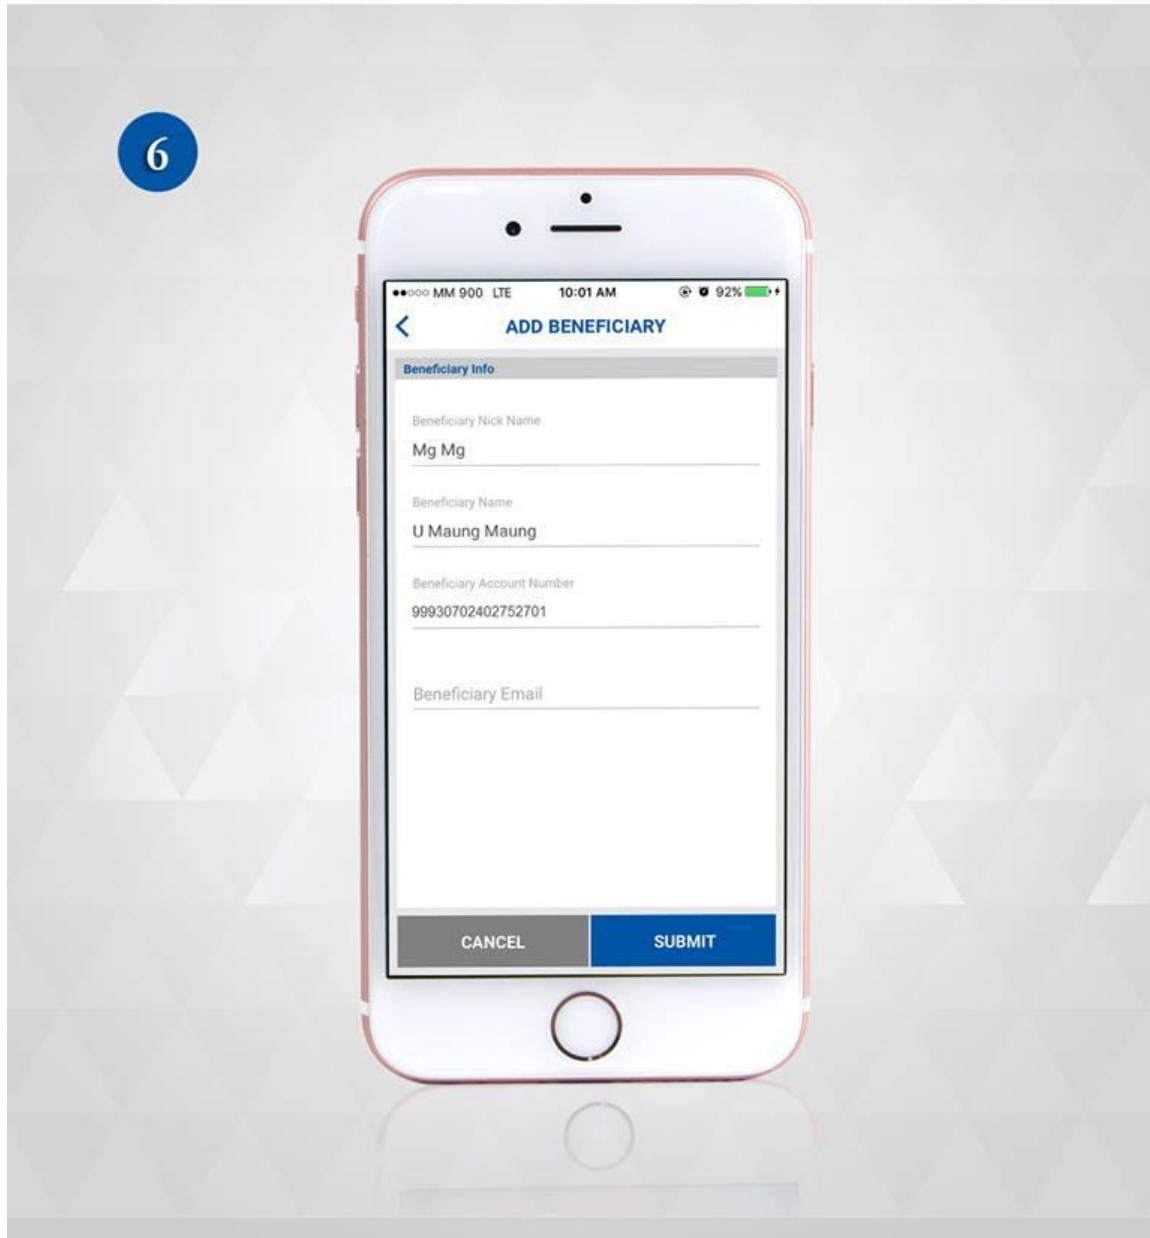 6
MM 900 LTE 10:01 AM 92%
ADD BENEFICIARY
Beneficiary Info
Beneficiary Nick Name
Mg Mg
Beneficiary Name
U Maung Maung
Beneficiary Account Number
99930702402752701
Beneficiary Email
CANCEL SUBMIT